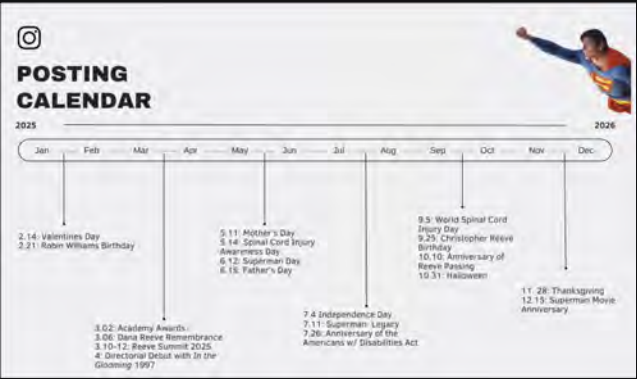 POSTING
CALENDAR
2025
2026
Jan Feb Mar Apr May Jun Jul Aug Sep Oct Nov Dec
2.14: Valentines Day
2.21: Robin Williams Birthday
3.02: Academy Awards
3.06: Dana Reeve Remembrance
3.10-12: Reeve Summit 2025
4: Directorial Debut with In the
Glooming 1997
5.11: Mother's Day
5.14: Spinal Cord Injury
Awareness Day
6.12: Superman Day
6.15: Father's Day
7.4 Independence Day
7.11: Superman: Legacy
7.26: Anniversary of the
Americans w/ Disabilities Act
9.5: World Spinal Cord
Injury Day
9.25: Christopher Reeve
Birthday
10.10: Anniversary of
Reeve Passing
10.31: Halloween
11. 28: Thanksgiving
12.15: Superman Movie
Anniversary